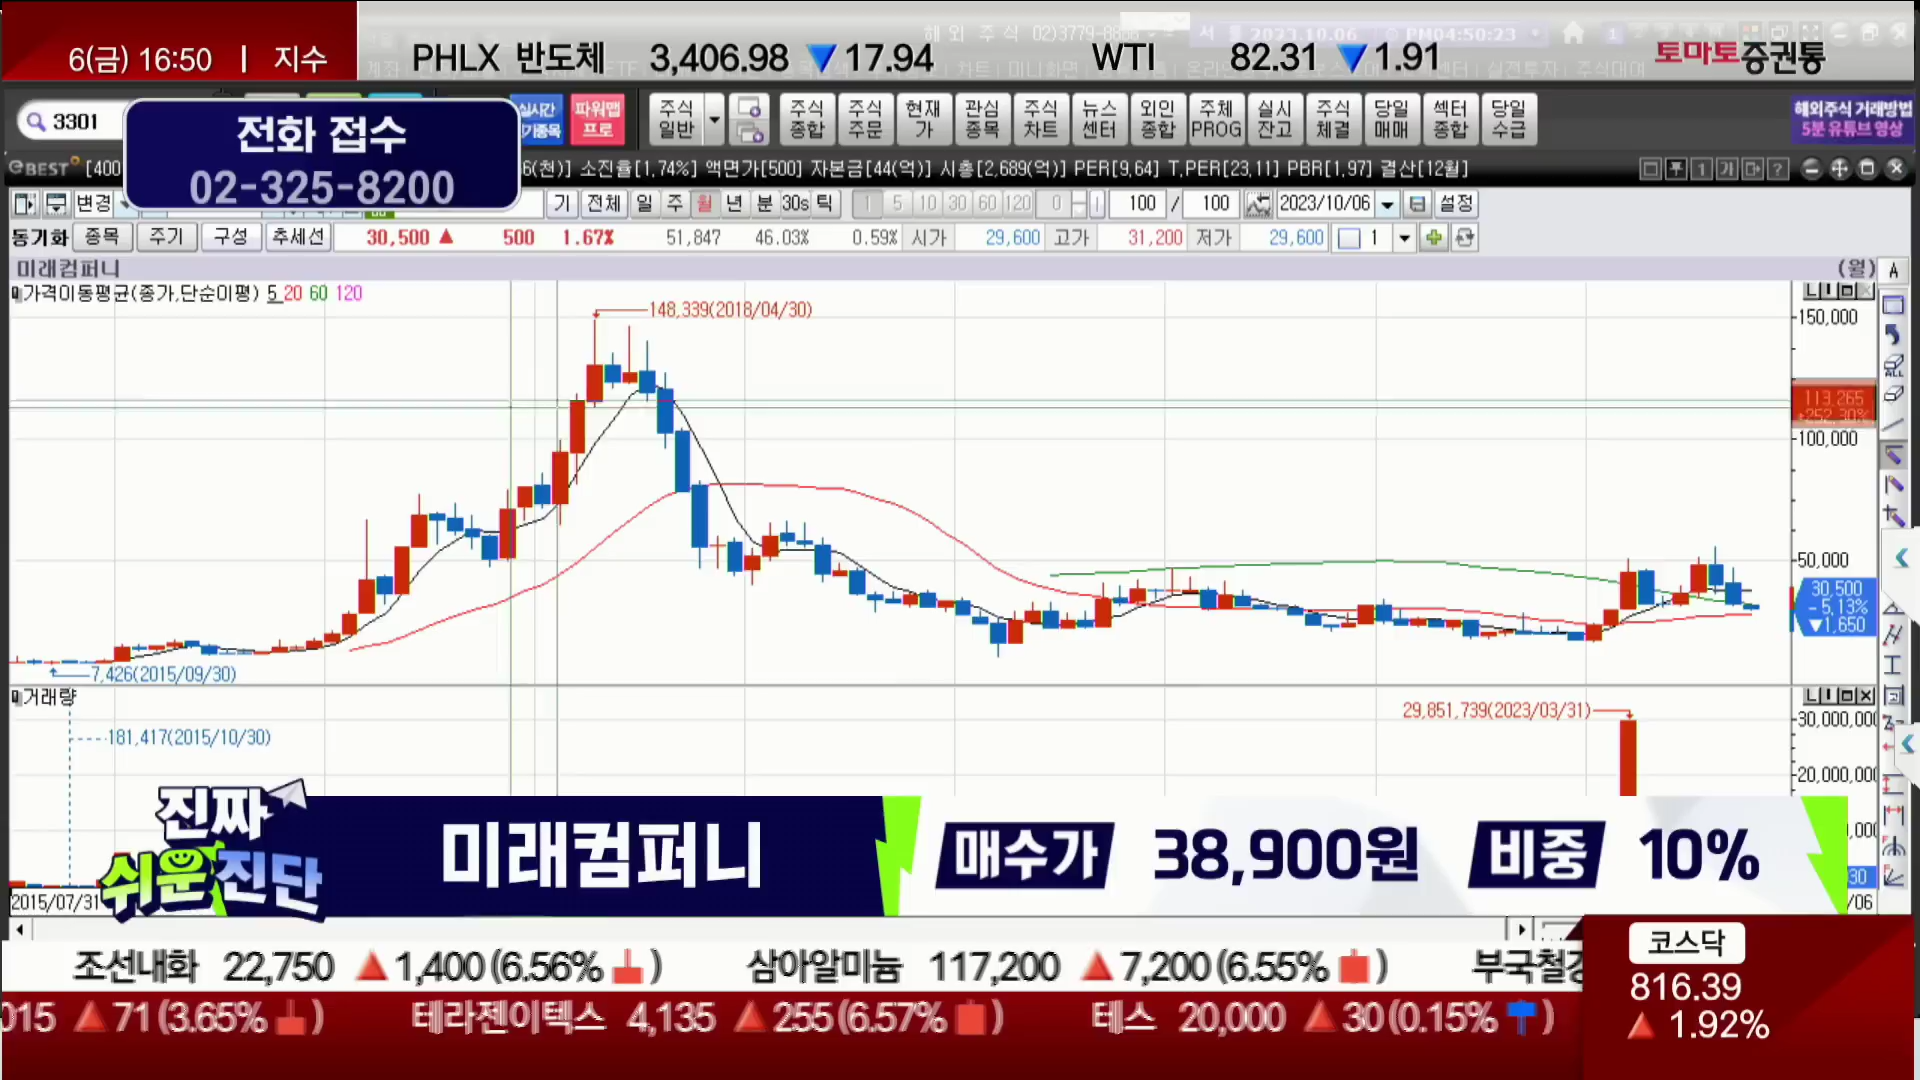 6(금) 16:50 | 지수
PHLX 반도체 3,406.98 ▼17.94 WTI 82.31 ▼1.91
토마토증권통
3301
전화 접수
02-325-8200
파워맵 프로
주식 일반
주식 종합
주식 주문
현재가
관심 종목
주식 차트
뉴스 센터
외인 종합
주체 PROG
실시 잔고
주식 체결
당일 매매
섹터 종합
당일 수급
해외주식 거래방법
5분 유튜브 영상
eBEST [400
6(천)] 소진율[1,74%] 액면가[500] 자본금[44(억)] 시총[2,689(억)] PER[9,64] T,PER[23,11] PBR[1,97] 결산[12월]
변경
기 전체 일 주 월 년 분 30s 틱 1 5 10 30 60 120 0 100 / 100 2023/10/06 설정
동기화 종목 주기 구성 추세선 30,500 ▲ 500 1.67% 51,847 46.03% 0.59% 시가 29,600 고가 31,200 저가 29,600 1
미래컴퍼니 (월) A
가격이동평균(종가,단순이평) 5 20 60 120
148,339(2018/04/30)
150,000
113,265
+252,30%
100,000
50,000
30,500
-5,13%
▼1,650
7,426(2015/09/30)
거래량
29,851,739(2023/03/31)
30,000,00
181,417(2015/10/30)
20,000,00
진짜 쉬운 진단
미래컴퍼니 매수가 38,900원 비중 10%
2015/07/31
/06
조선내화 22,750 ▲1,400(6.56% ) 삼아알미늄 117,200 ▲7,200(6.55% ) 부국철강
코스닥
816.39
▲ 1.92%
015 ▲71(3.65% ) 테라젠이텍스 4,135 ▲255(6.57% ) 테스 20,000 ▲30(0.15% )